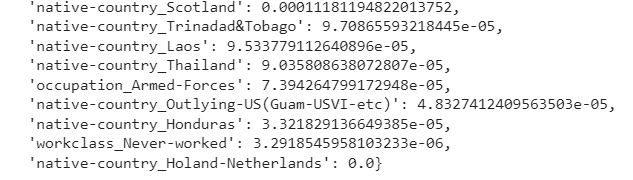 'native-country_Scotland': 0.00011181194822013752,
'native-country_Trinadad&Tobago': 9.70865593218445e-05,
'native-country_Laos': 9.533779112640896e-05,
'native-country_Thailand': 9.035808638072807e-05,
'occupation_Armed-Forces': 7.394264799172948e-05,
'native-country_Outlying-US(Guam-USVI-etc)': 4.8327412409563503e-05,
'native-country_Honduras': 3.321829136649385e-05,
'workclass_Never-worked': 3.2918545958103233e-06,
'native-country_Holand-Netherlands': 0.0}